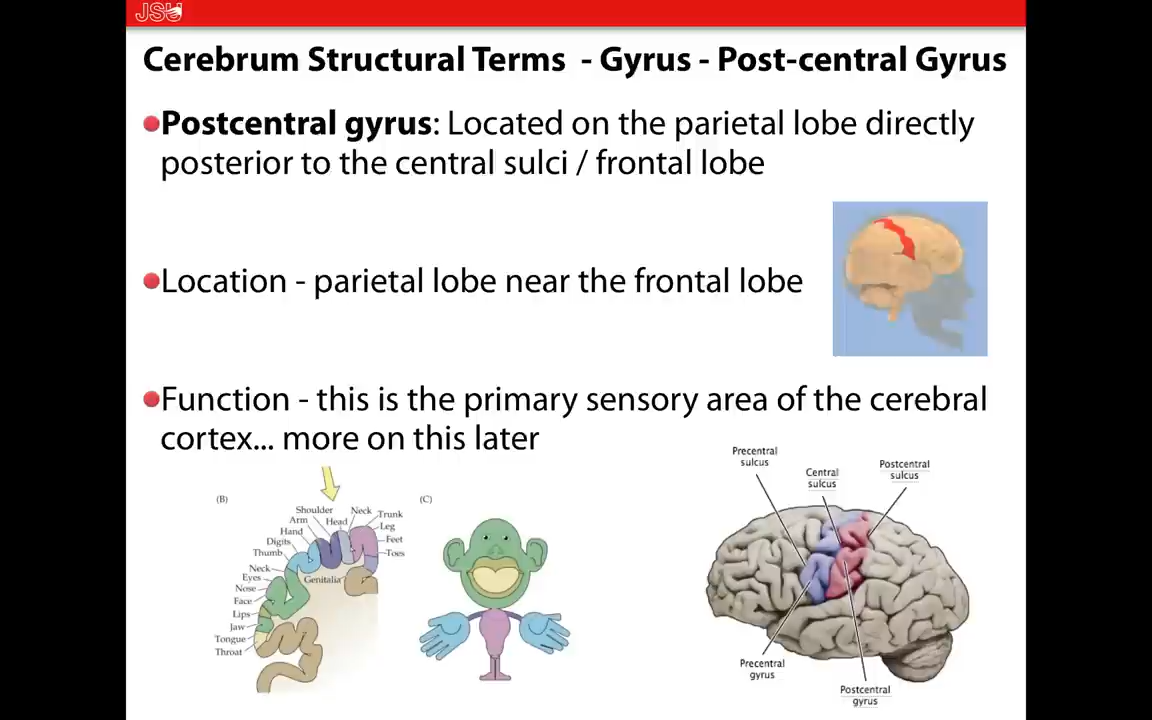 JSU
Cerebrum Structural Terms - Gyrus - Post-central Gyrus
Postcentral gyrus: Located on the parietal lobe directly
posterior to the central sulci / frontal lobe
Location - parietal lobe near the frontal lobe
Function - this is the primary sensory area of the cerebral
cortex... more on this later
(B)
Shoulder
Arm
Head
Neck
Trunk
Hand
Leg
Digits
Feet
Thumb
Toes
Neck
Eyes
Genitalia
Nose
Face
Lips
Jaw
Tongue
Throat
(C)
Precentral
sulcus
Central
sulcus
Postcentral
sulcus
Precentral
gyrus
Postcentral
gyrus